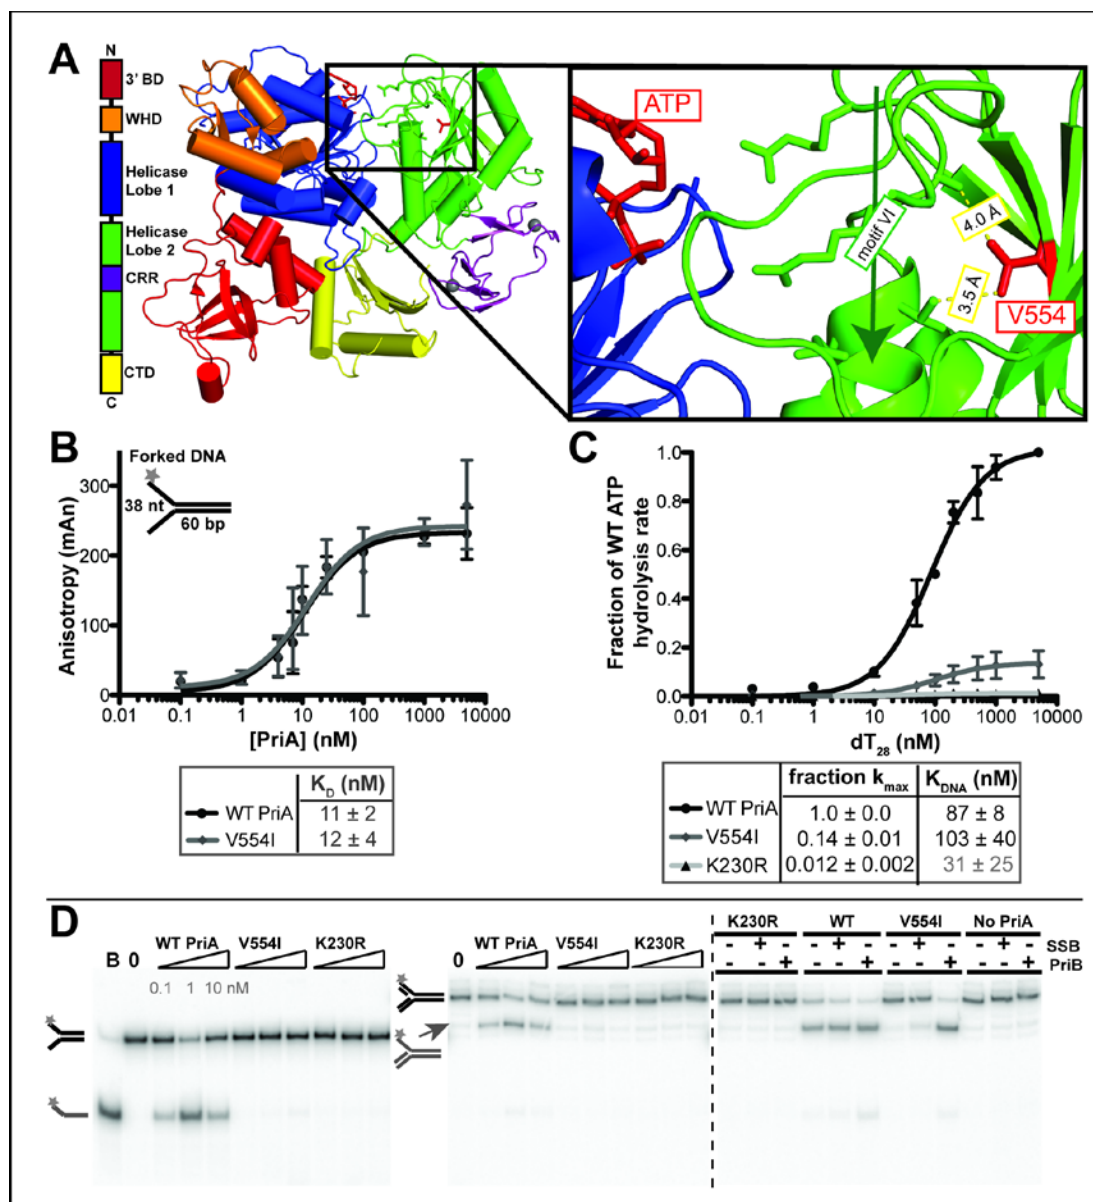 A
N
3' BD
WHD
Helicase
Lobe 1
Helicase
Lobe 2
CRR
CTD
C
ATP
motif VI
4.0 Å
3.5 Å
V554
B
Forked DNA
38 nt
60 bp
Anisotropy (mAn)
300
200
100
0
0.01 0.1 1 10 100 1000 10000
[PriA] (nM)
K_D (nM)
WT PriA 11 ± 2
V554I 12 ± 4
C
Fraction of WT ATP
hydrolysis rate
1.0
0.8
0.6
0.4
0.2
0.0
0.01 0.1 1 10 100 1000 10000
dT28 (nM)
fraction k_max K_DNA (nM)
WT PriA 1.0 ± 0.0 87 ± 8
V554I 0.14 ± 0.01 103 ± 40
K230R 0.012 ± 0.002 31 ± 25
D
B 0 WT PriA V554I K230R
0.1 1 10 nM
0 WT PriA V554I K230R
K230R WT V554I No PriA
- + - - + - - + - - + - SSB
- - + - - + - - + - - + PriB